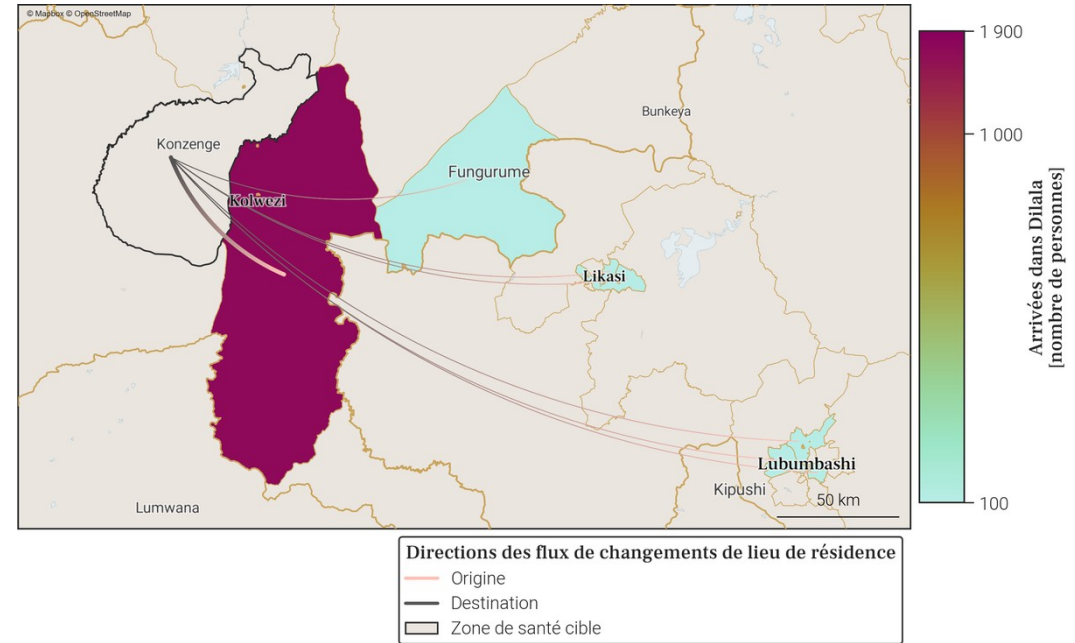 © Mapbox © OpenStreetMap
Konzenge
Kolwezi
Fungurume
Bunkeya
Likasi
Lubumbashi
Kipushi
Lumwana
50 km
1 900
1 000
100
Arrivées dans Dilala
[nombre de personnes]
Directions des flux de changements de lieu de résidence
Origine
Destination
Zone de santé cible